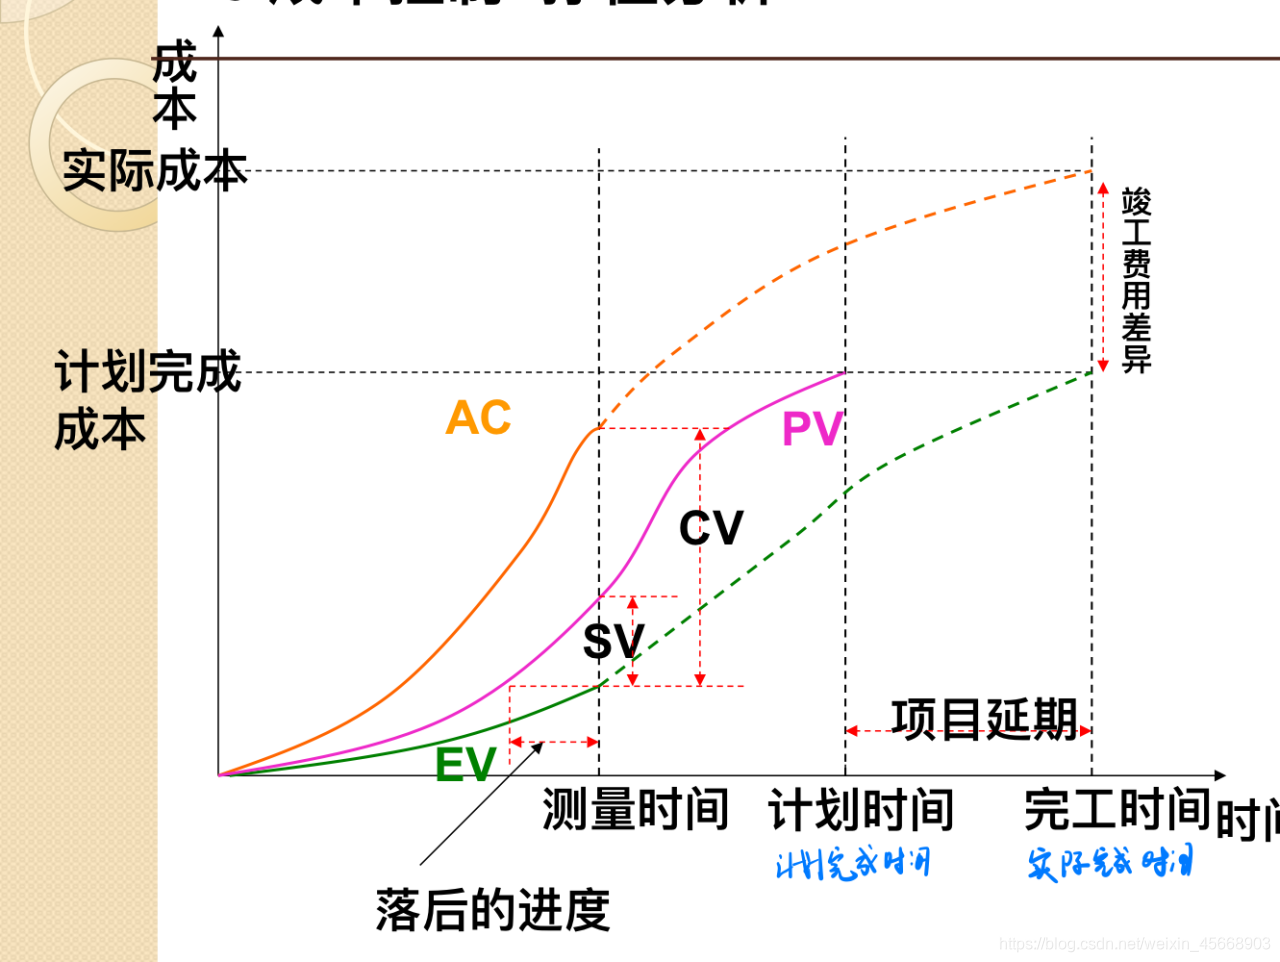 成
本
实际成本
计划完成
成本
AC
PV
CV
SV
EV
竣工费用差异
项目延期
测量时间
计划时间
完工时间
计划完成时间
实际完成时间
落后的进度
https://blog.csdn.net/weixin_45668903